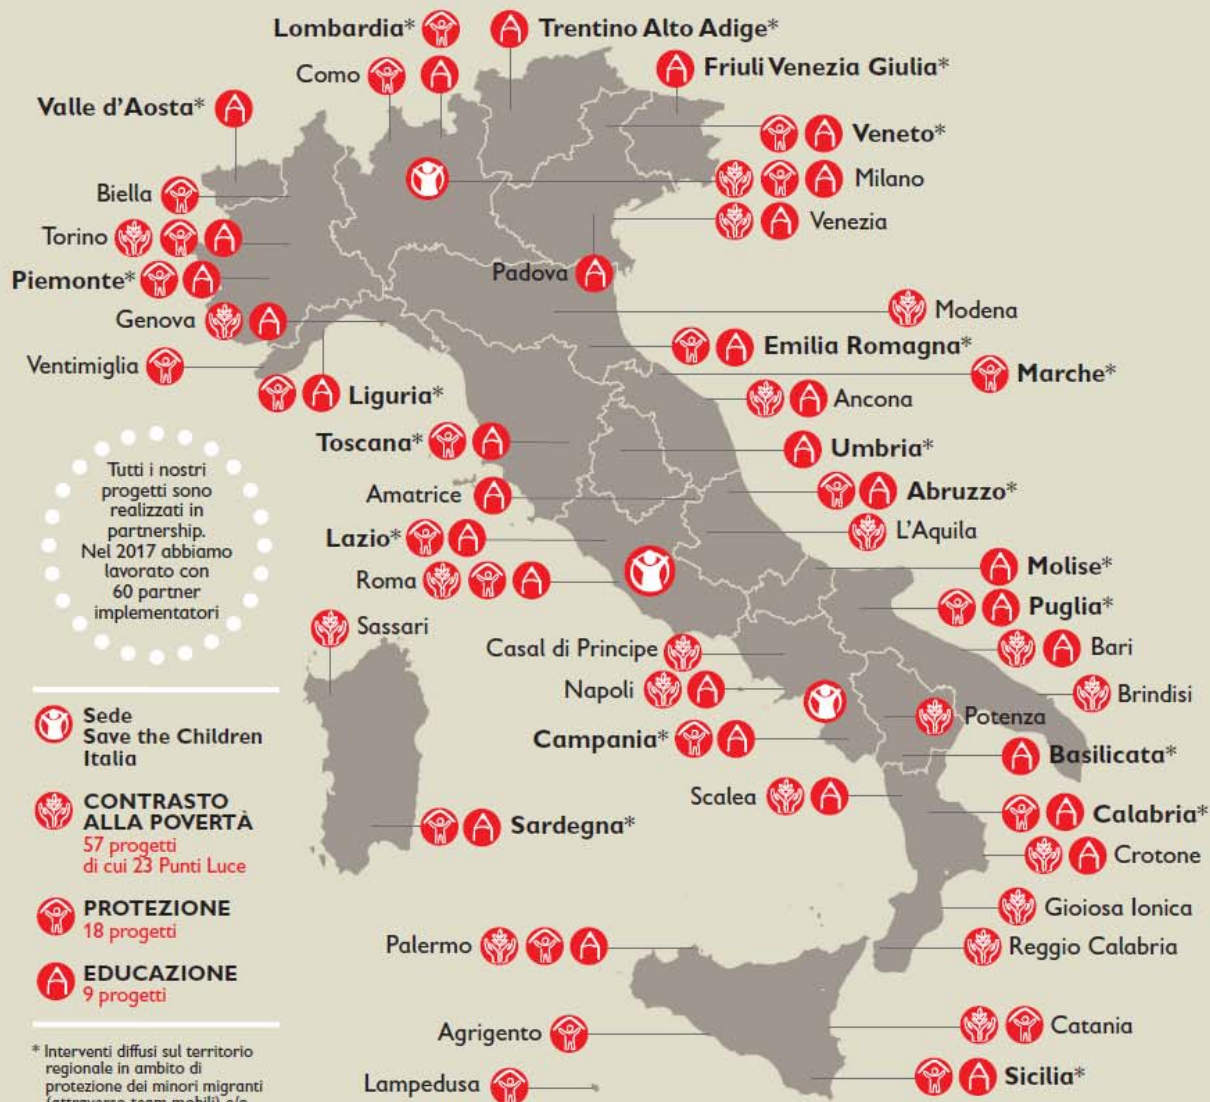 Lombardia*
Trentino Alto Adige*
Como
Friuli Venezia Giulia*
Valle d'Aosta*
Veneto*
Biella
Milano
Torino
Venezia
Piemonte*
Padova
Genova
Modena
Ventimiglia
Emilia Romagna*
Marche*
Liguria*
Ancona
Toscana*
Umbria*
Amatrice
Abruzzo*
Lazio*
L'Aquila
Roma
Molise*
Puglia*
Tutti i nostri
progetti sono
realizzati in
partnership.
Nel 2017 abbiamo
lavorato con
60 partner
implementatori
Sassari
Casal di Principe
Bari
Napoli
Brindisi
Potenza
Campania*
Basilicata*
Scalea
Calabria*
Sardegna*
Crotone
Gioiosa Ionica
Palermo
Reggio Calabria
Agrigento
Catania
Lampedusa
Sicilia*
Sede
Save the Children
Italia
CONTRASTO
ALLA POVERTÀ
57 progetti
di cui 23 Punti Luce
PROTEZIONE
18 progetti
EDUCAZIONE
9 progetti
* Interventi diffusi sul territorio
regionale in ambito di
protezione dei minori migranti
(attraverso team mobili) e/o